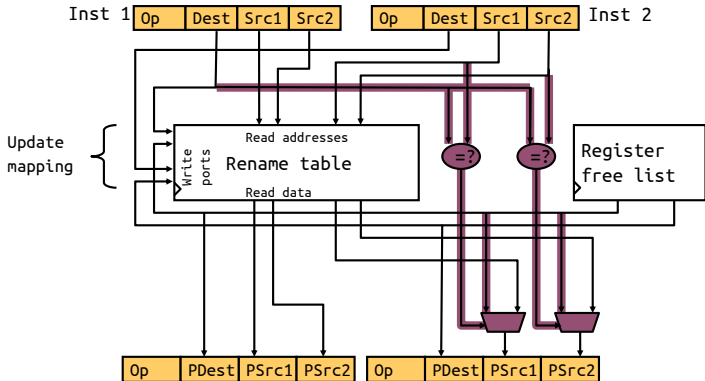 Inst 1 Op Dest Src1 Src2 Op Dest Src1 Src2 Inst 2
Update
mapping
Write
ports
Read addresses
Rename table
Read data
=? =?
Register
free list
Op PDest PSrc1 PSrc2 Op PDest PSrc1 PSrc2